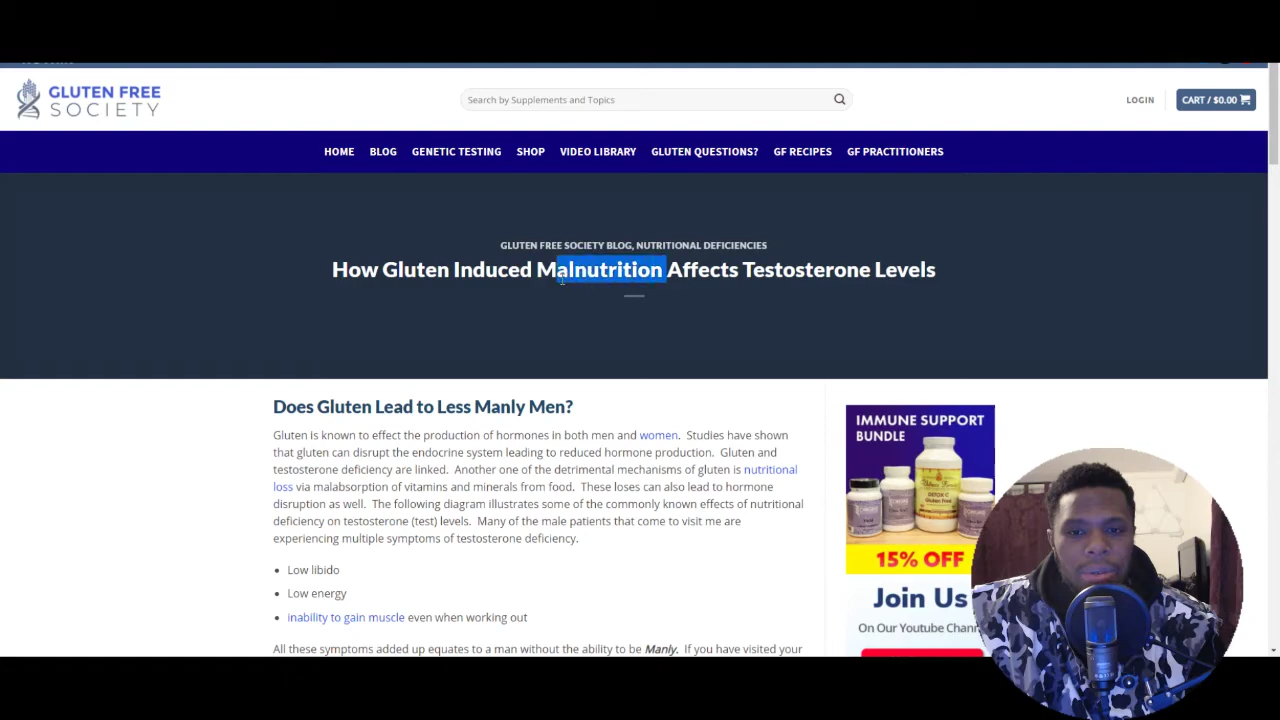 GLUTEN FREE
SOCIETY
Search by Supplements and Topics
LOGIN
CART / $0.00
HOME BLOG GENETIC TESTING SHOP VIDEO LIBRARY GLUTEN QUESTIONS? GF RECIPES GF PRACTITIONERS
GLUTEN FREE SOCIETY BLOG, NUTRITIONAL DEFICIENCIES
How Gluten Induced Malnutrition Affects Testosterone Levels
Does Gluten Lead to Less Manly Men?
Gluten is known to effect the production of hormones in both men and women. Studies have shown
that gluten can disrupt the endocrine system leading to reduced hormone production. Gluten and
testosterone deficiency are linked. Another one of the detrimental mechanisms of gluten is nutritional
loss via malabsorption of vitamins and minerals from food. These loses can also lead to hormone
disruption as well. The following diagram illustrates some of the commonly known effects of nutritional
deficiency on testosterone (test) levels. Many of the male patients that come to visit me are
experiencing multiple symptoms of testosterone deficiency.
• Low libido
• Low energy
• inability to gain muscle even when working out
All these symptoms added up equates to a man without the ability to be Manly. If you have visited your
IMMUNE SUPPORT
BUNDLE
DETOX C
Gluten Free
15% OFF
Join Us
On Our Youtube Chann